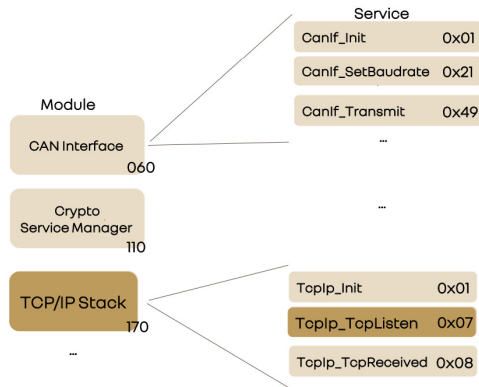 Service
CanIf_Init 0x01
CanIf_SetBaudrate 0x21
CanIf_Transmit 0x49
...
Module
CAN Interface
060
Crypto
Service Manager
110
...
TCP/IP Stack
170
...
TcpIp_Init 0x01
TcpIp_TcpListen 0x07
TcpIp_TcpReceived 0x08